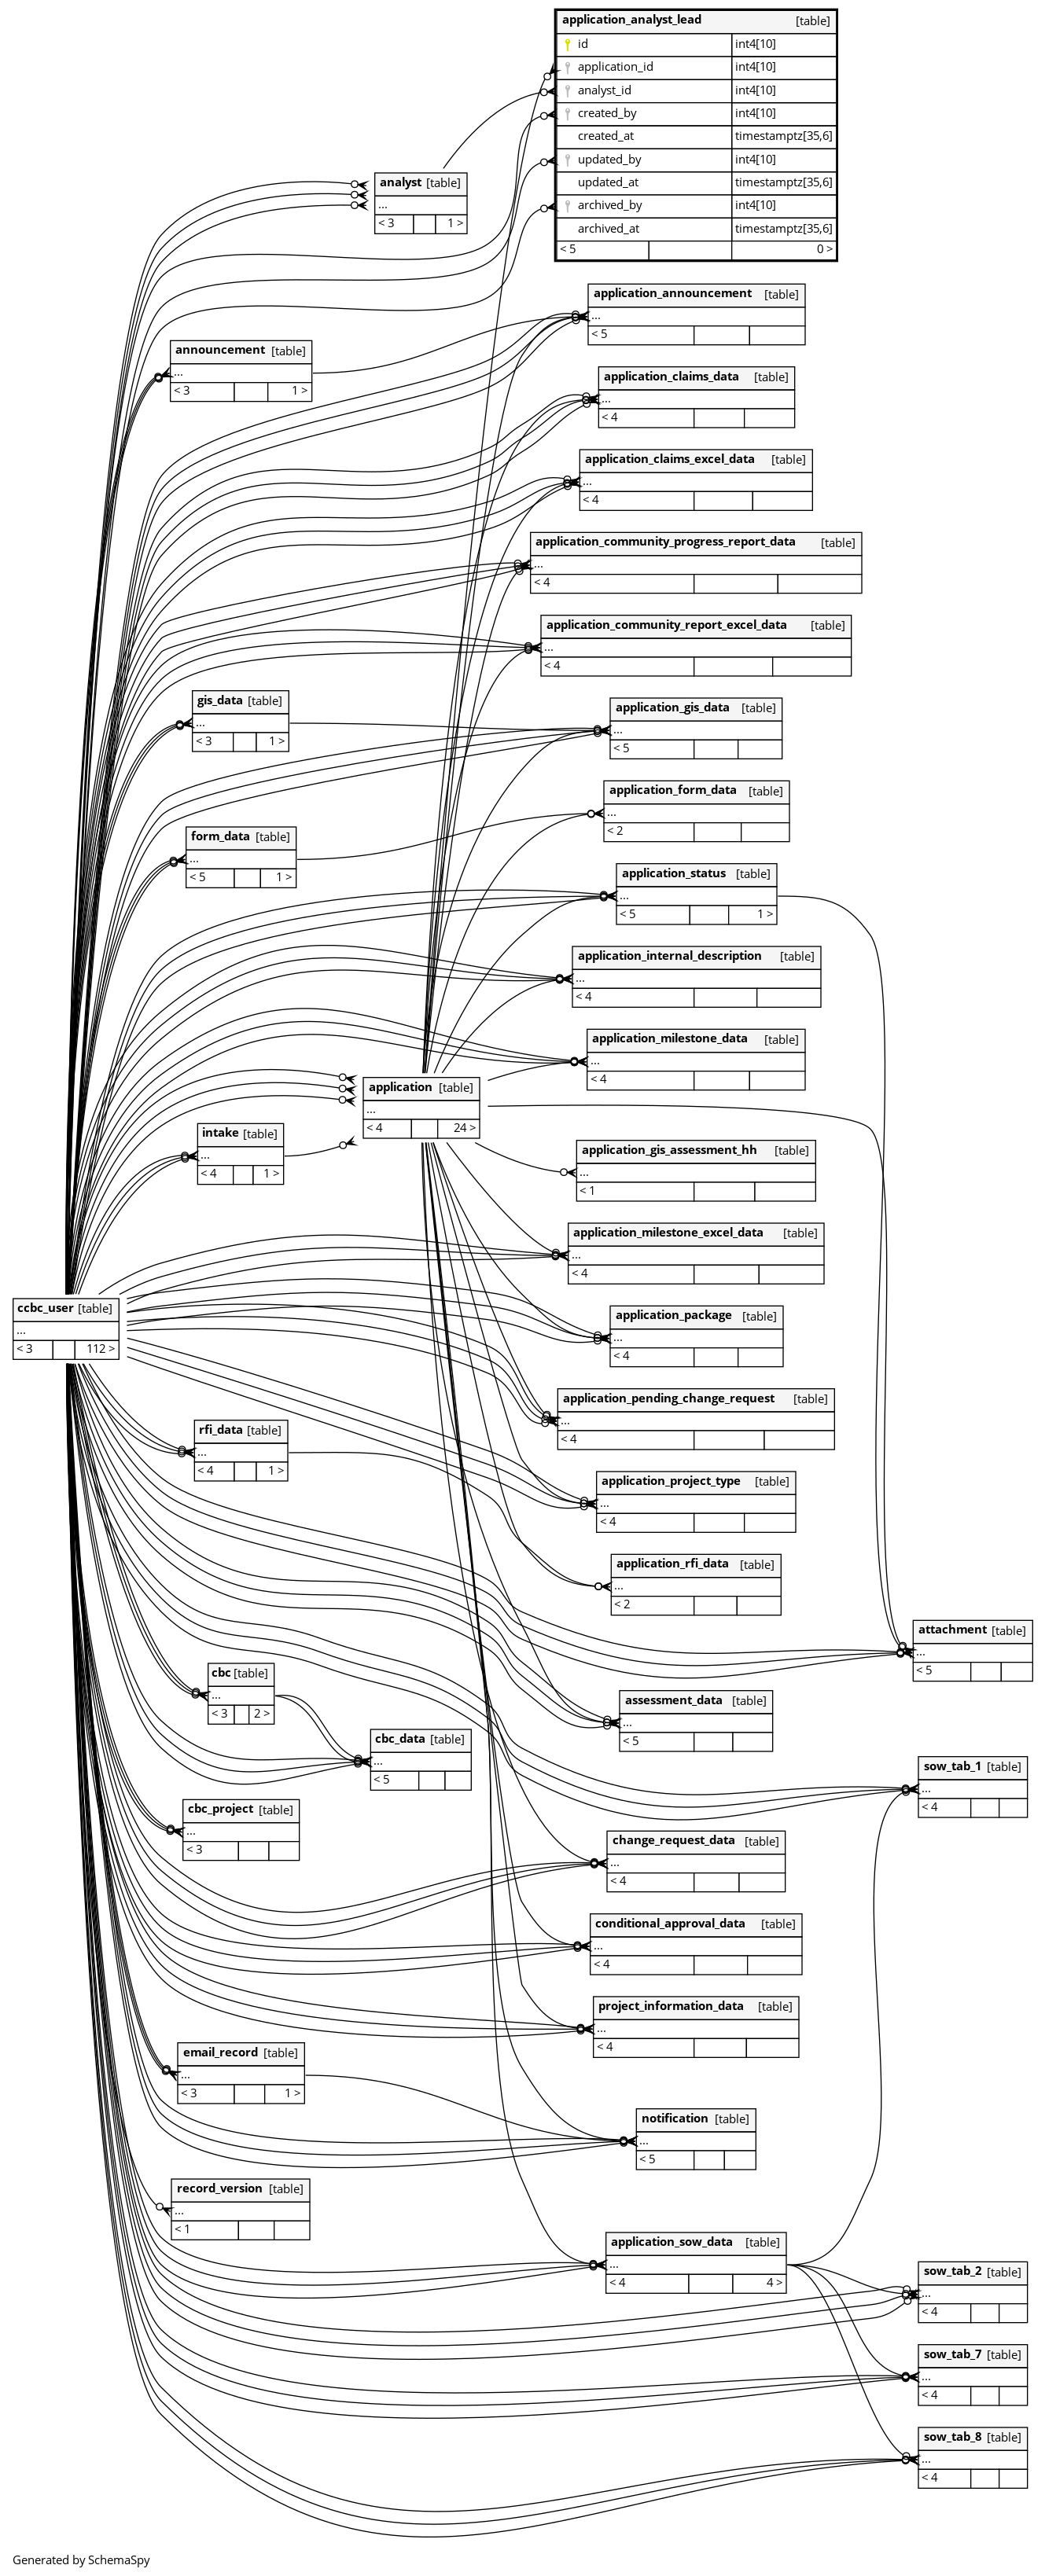 application_analyst_lead [table]
id int4[10]
application_id int4[10]
analyst_id int4[10]
created_by int4[10]
created_at timestamptz[35,6]
updated_by int4[10]
updated_at timestamptz[35,6]
archived_by int4[10]
archived_at timestamptz[35,6]
< 5 0 >
analyst [table]
...
< 3 1 >
application_announcement [table]
...
< 5
announcement [table]
...
< 3 1 >
application_claims_data [table]
...
< 4
application_claims_excel_data [table]
...
< 4
application_community_progress_report_data [table]
...
< 4
application_community_report_excel_data [table]
...
< 4
gis_data [table]
...
< 3 1 >
application_gis_data [table]
...
< 5
application_form_data [table]
...
< 2
form_data [table]
...
< 5 1 >
application_status [table]
...
< 5 1 >
application_internal_description [table]
...
< 4
application_milestone_data [table]
...
< 4
application [table]
...
< 4 24 >
intake [table]
...
< 4 1 >
application_gis_assessment_hh [table]
...
< 1
application_milestone_excel_data [table]
...
< 4
ccbc_user [table]
...
< 3 112 >
application_package [table]
...
< 4
application_pending_change_request [table]
...
< 4
rfi_data [table]
...
< 4 1 >
application_project_type [table]
...
< 4
application_rfi_data [table]
...
< 2
attachment [table]
...
< 5
cbc [table]
...
< 3 2 >
assessment_data [table]
...
< 5
cbc_data [table]
...
< 5
sow_tab_1 [table]
...
< 4
cbc_project [table]
...
< 3
change_request_data [table]
...
< 4
conditional_approval_data [table]
...
< 4
project_information_data [table]
...
< 4
email_record [table]
...
< 3 1 >
notification [table]
...
< 5
record_version [table]
...
< 1
application_sow_data [table]
...
< 4 4 >
sow_tab_2 [table]
...
< 4
sow_tab_7 [table]
...
< 4
sow_tab_8 [table]
...
< 4
Generated by SchemaSpy